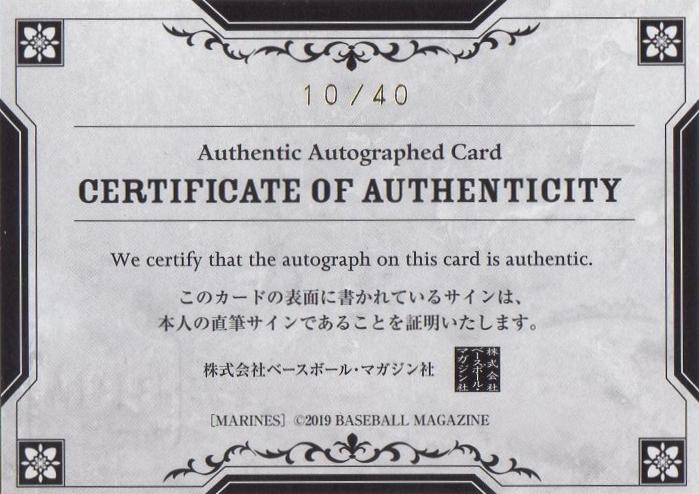 10/40
Authentic Autographed Card
CERTIFICATE OF AUTHENTICITY
We certify that the autograph on this card is authentic.
このカードの表面に書かれているサインは、
本人の直筆サインであることを証明いたします。
株式会社ベースボール・マガジン社
株式会社
ベースボール・
マガジン社
[MARINES] ©2019 BASEBALL MAGAZINE